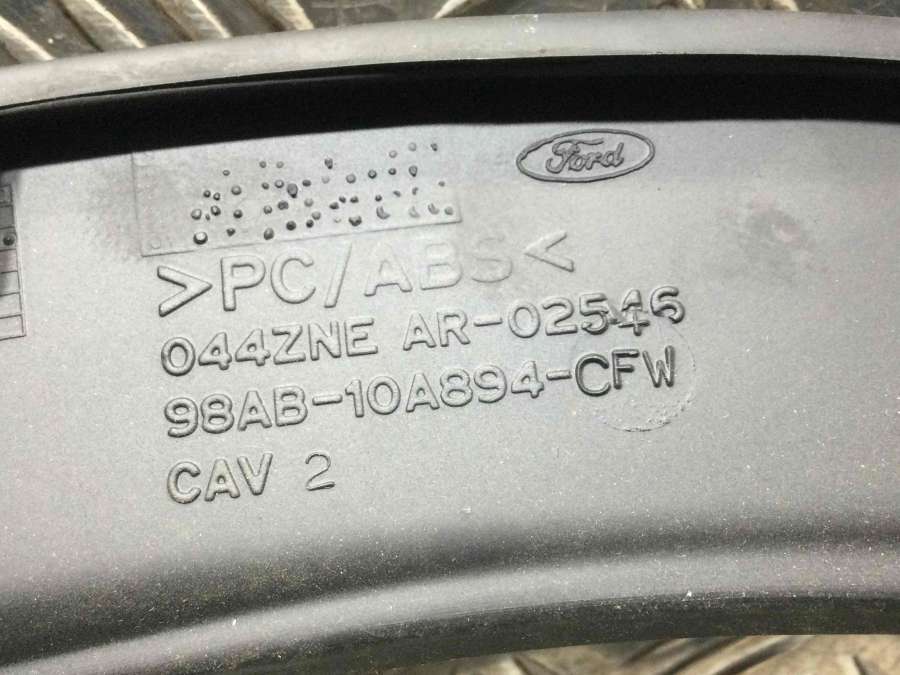 Ford
>PC/ABS<
044ZNE AR-02546
98AB-10A894-CFW
CAV 2